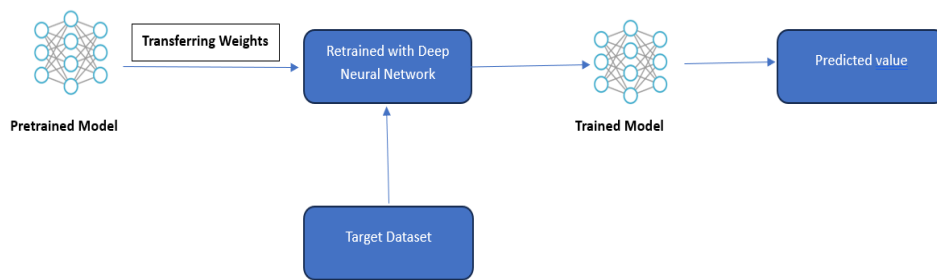 Transferring Weights
Retrained with Deep
Neural Network
Predicted value
Pretrained Model
Trained Model
Target Dataset